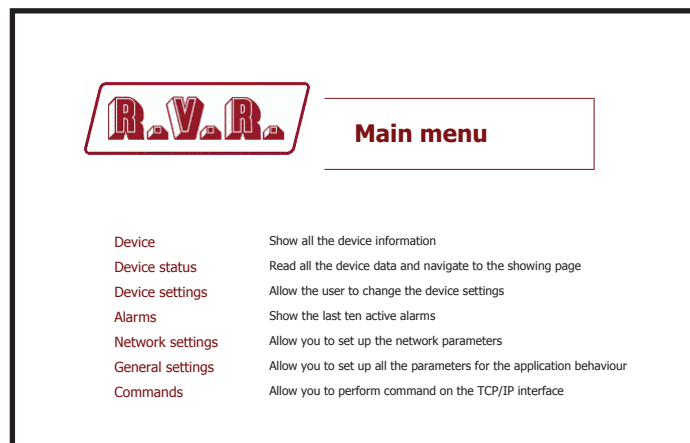 R.V.R.
Main menu
Device Show all the device information
Device status Read all the device data and navigate to the showing page
Device settings Allow the user to change the device settings
Alarms Show the last ten active alarms
Network settings Allow you to set up the network parameters
General settings Allow you to set up all the parameters for the application behaviour
Commands Allow you to perform command on the TCP/IP interface